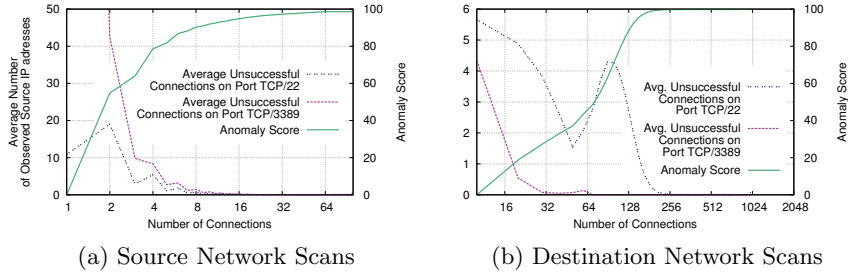 50
40
30
20
10
0
100
80
60
40
20
0
1
2
4
8
16
32
64
Average Number
of Observed Source IP adresses
Anomaly Score
Average Unsuccessful
Connections on Port TCP/22
Average Unsuccessful
Connections on Port TCP/3389
Anomaly Score
Number of Connections
(a) Source Network Scans
6
5
4
3
2
1
0
100
80
60
40
20
0
16
32
64
128
256
512
1024
2048
Anomaly Score
Avg. Unsuccessful
Connections on
Port TCP/22
Avg. Unsuccessful
Connections on
Port TCP/3389
Anomaly Score
Number of Connections
(b) Destination Network Scans